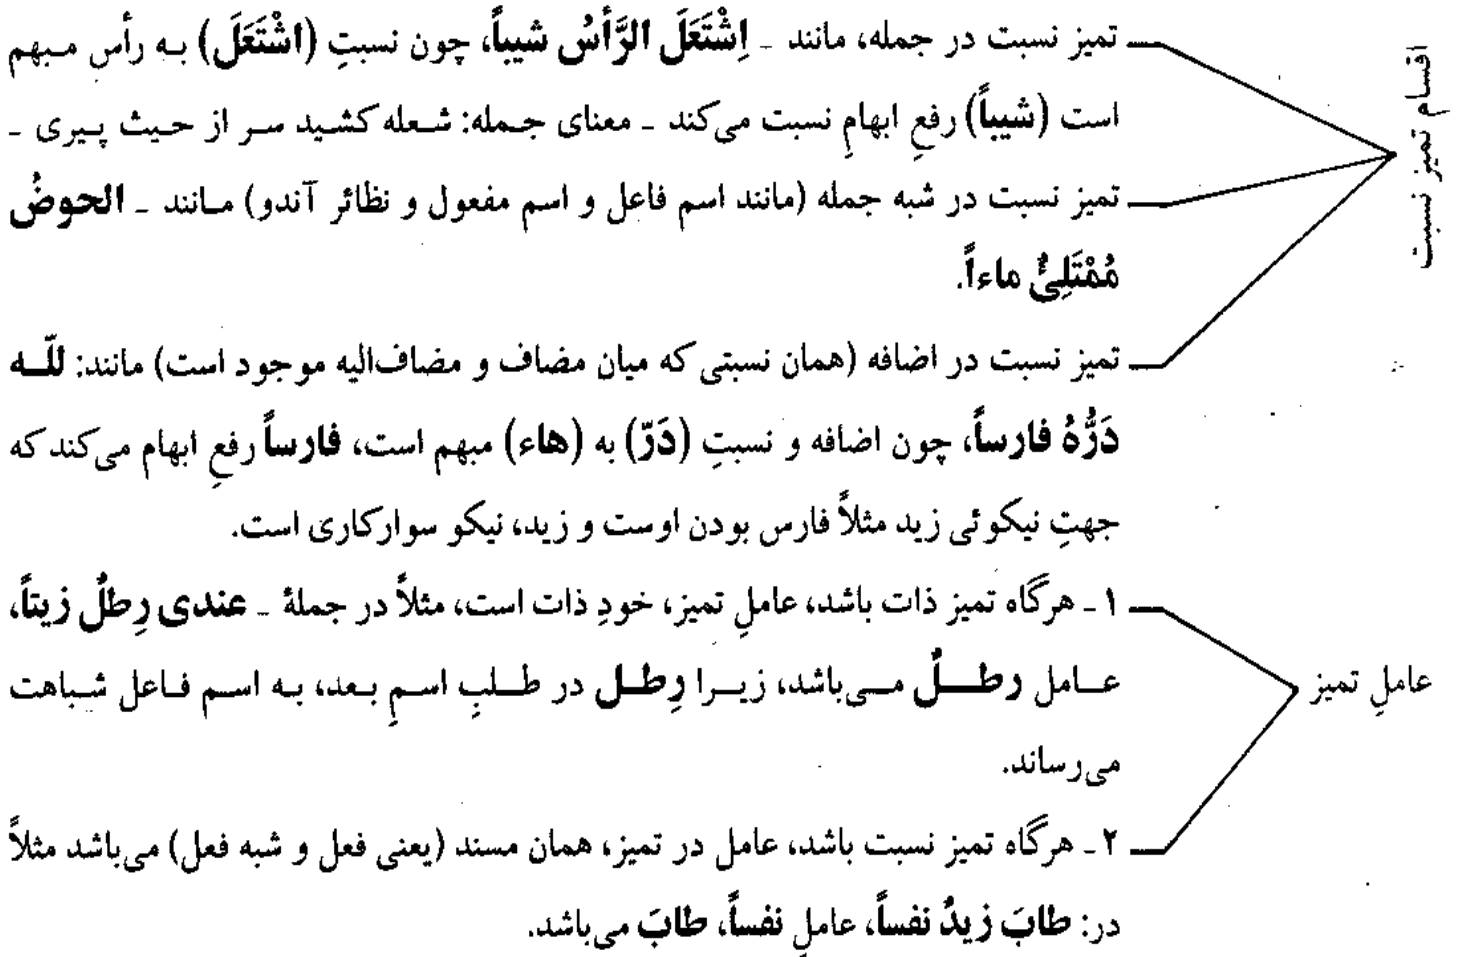 اقسام تمیز نسبت
تمیز نسبت در جمله، مانند ـ اِشْتَعَلَ الرَّأسُ شیباً، چون نسبتِ (اشْتَعَلَ) به رأس مبهم
است (شیباً) رفعِ ابهامِ نسبت می‌کند ـ معنای جمله: شعله کشید سر از حیث پیری ـ
تمیز نسبت در شبه جمله (مانند اسم فاعل و اسم مفعول و نظائر آندو) مانند ـ الحوضُ
مُمْتَلِئٌ ماءاً.
تمیز نسبت در اضافه (همان نسبتی که میان مضاف و مضاف‌الیه موجود است) مانند: للّه
دَرُّهُ فارساً، چون اضافه و نسبتِ (دَرّ) به (هاء) مبهم است، فارساً رفعِ ابهام می‌کند که
جهتِ نیکوئی زید مثلاً فارس بودن اوست و زید، نیکو سوارکاری است.
۱ ـ هرگاه تمیز ذات باشد، عاملِ تمیز، خودِ ذات است، مثلاً در جملهٔ ـ عندی رِطلٌ زیتاً،
عاملِ تمیز
عامل رطلٌ می‌باشد، زیرا رِطل در طلبِ اسمِ بعد، به اسم فاعل شباهت
می‌رساند.
۲ ـ هرگاه تمیز نسبت باشد، عامل در تمیز، همان مسند (یعنی فعل و شبه فعل) می‌باشد مثلاً
در: طابَ زیدٌ نفساً، عاملِ نفساً، طابَ می‌باشد.